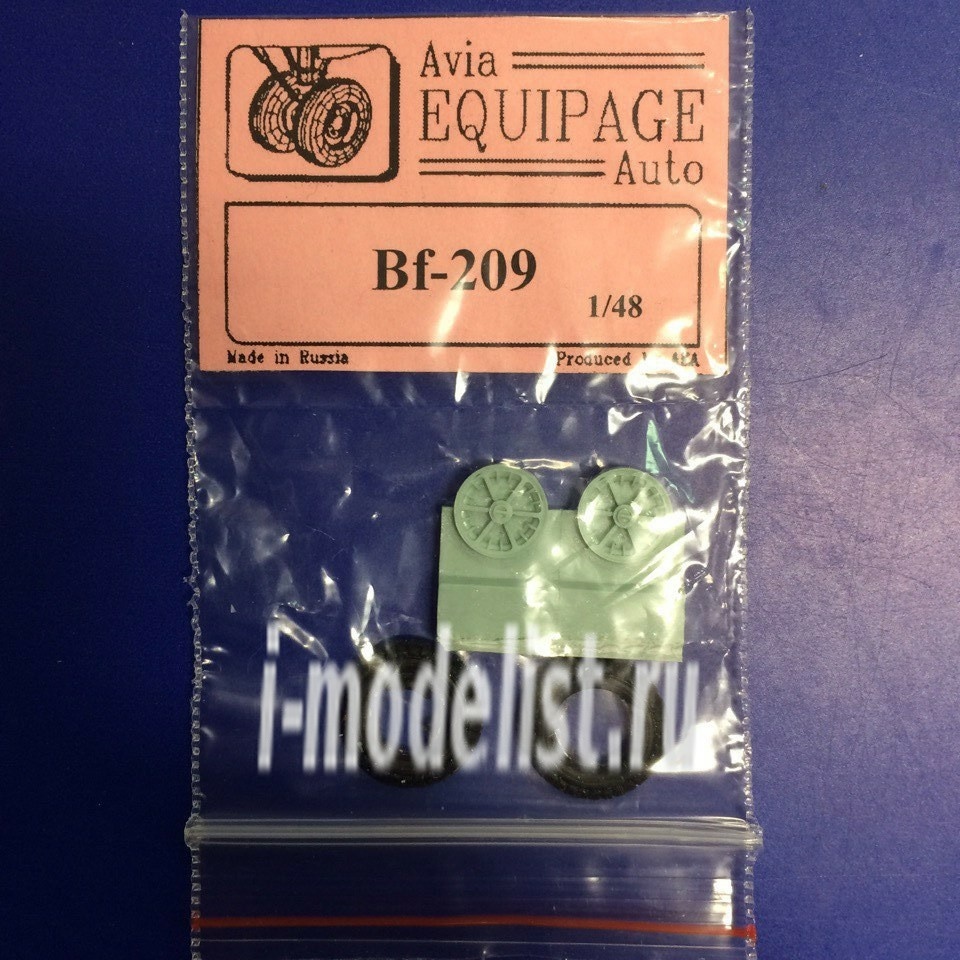 Avia
EQUIPAGE
Auto
Bf-209
1/48
Made in Russia
Produced
i-modelist.ru